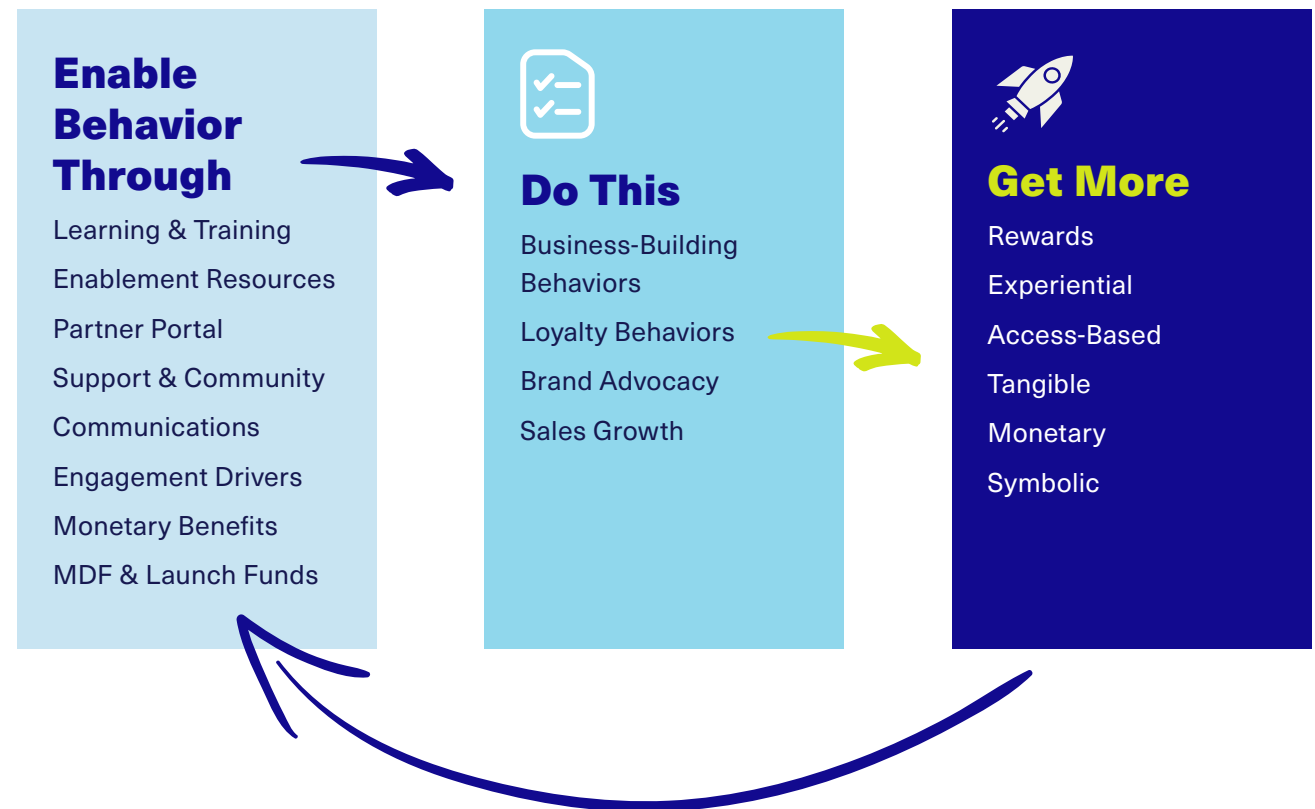 Enable
Behavior
Through
Learning & Training
Enablement Resources
Partner Portal
Support & Community
Communications
Engagement Drivers
Monetary Benefits
MDF & Launch Funds
Do This
Business-Building
Behaviors
Loyalty Behaviors
Brand Advocacy
Sales Growth
Get More
Rewards
Experiential
Access-Based
Tangible
Monetary
Symbolic